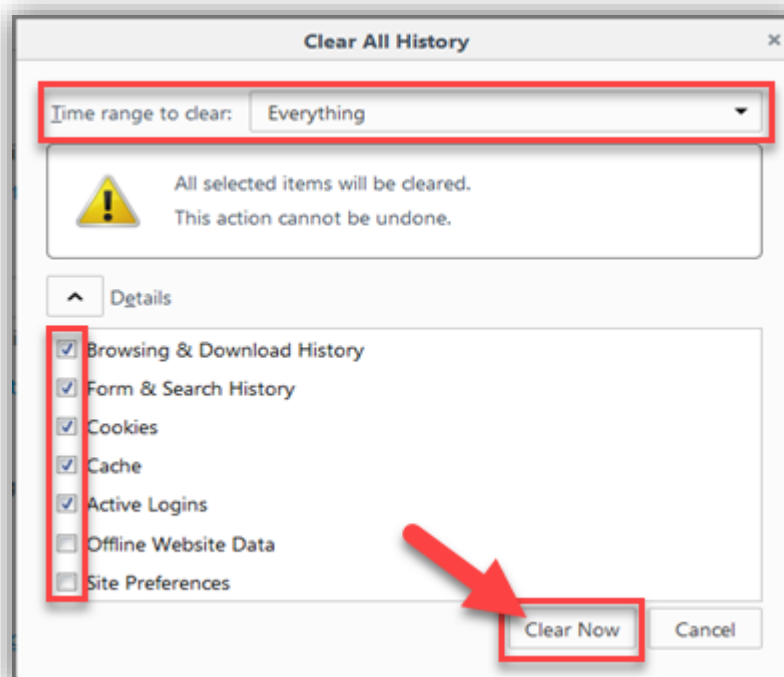 Clear All History
Time range to clear: Everything
All selected items will be cleared.
This action cannot be undone.
Details
Browsing & Download History
Form & Search History
Cookies
Cache
Active Logins
Offline Website Data
Site Preferences
Clear Now Cancel